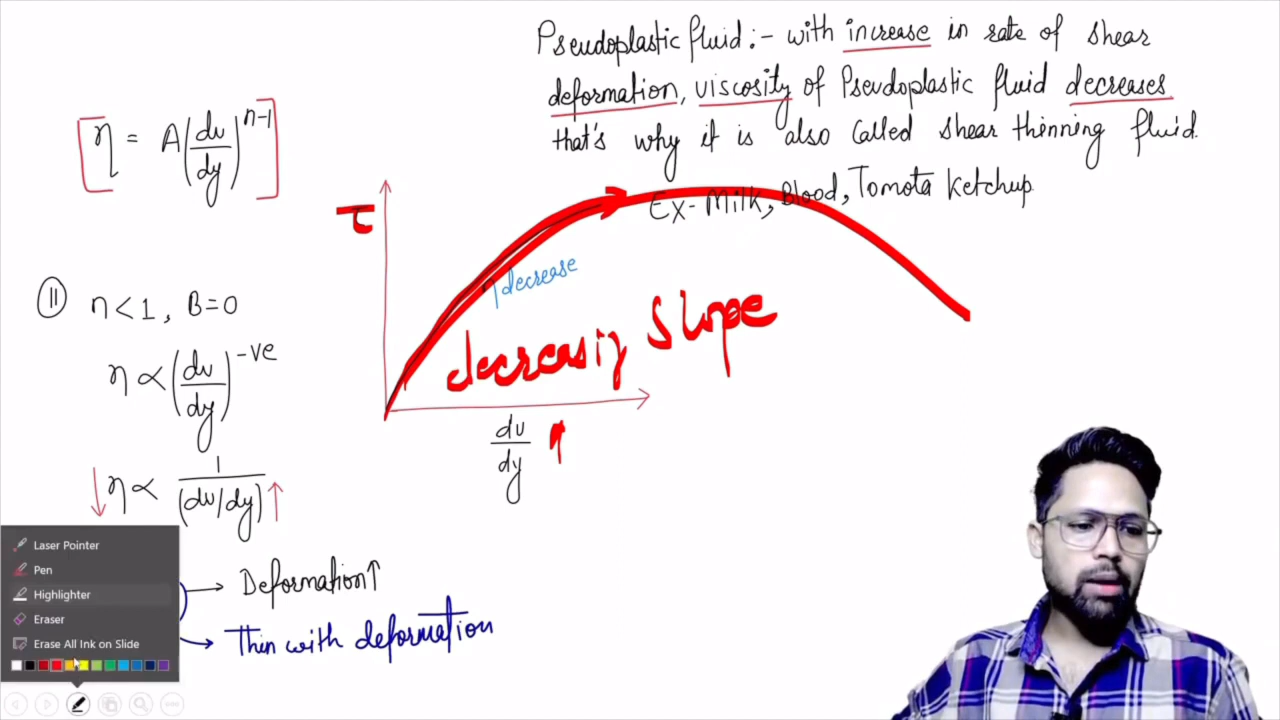 Pseudoplastic fluid :- with increase in rate of shear
deformation, viscosity of Pseudoplastic fluid decreases
that's why it is also called shear thinning fluid.
Ex- Milk, Blood, Tomota Ketchup
[η = A(du/dy)^(n-1)]
τ
decrease
decreasig Slope
du/dy ↑
II n<1, B=0
η ∝ (du/dy)^-ve
↓η ∝ 1/(du/dy)↑
→ Deformation↑
→ Thin with deformation
Laser Pointer
Pen
Highlighter
Eraser
Erase All Ink on Slide